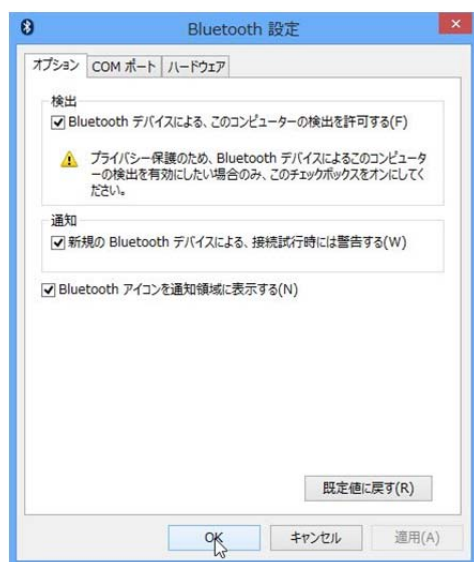 Bluetooth 設定
オプション COM ポート ハードウェア
検出
Bluetooth デバイスによる、このコンピューターの検出を許可する(F)
プライバシー保護のため、Bluetooth デバイスによるこのコンピュータ
ーの検出を有効にしたい場合のみ、このチェックボックスをオンにしてく
ださい。
通知
新規の Bluetooth デバイスによる、接続試行時には警告する(W)
Bluetooth アイコンを通知領域に表示する(N)
既定値に戻す(R)
OK キャンセル 適用(A)